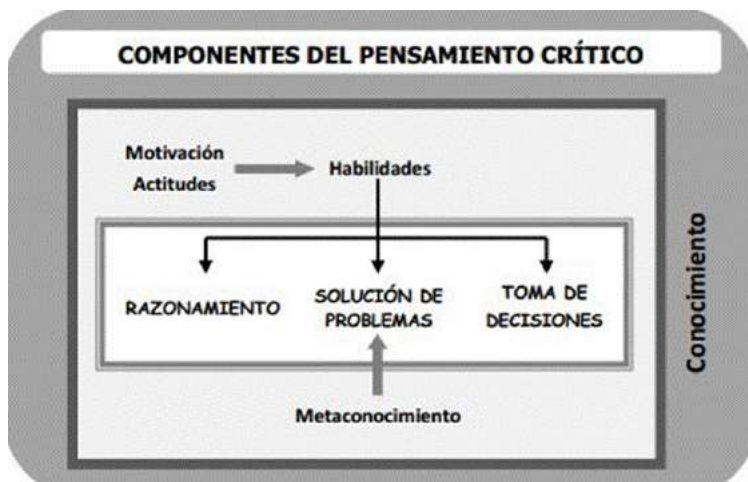 COMPONENTES DEL PENSAMIENTO CRÍTICO
Motivación
Actitudes
Habilidades
RAZONAMIENTO
SOLUCIÓN DE
PROBLEMAS
TOMA DE
DECISIONES
Metaconocimiento
Conocimiento